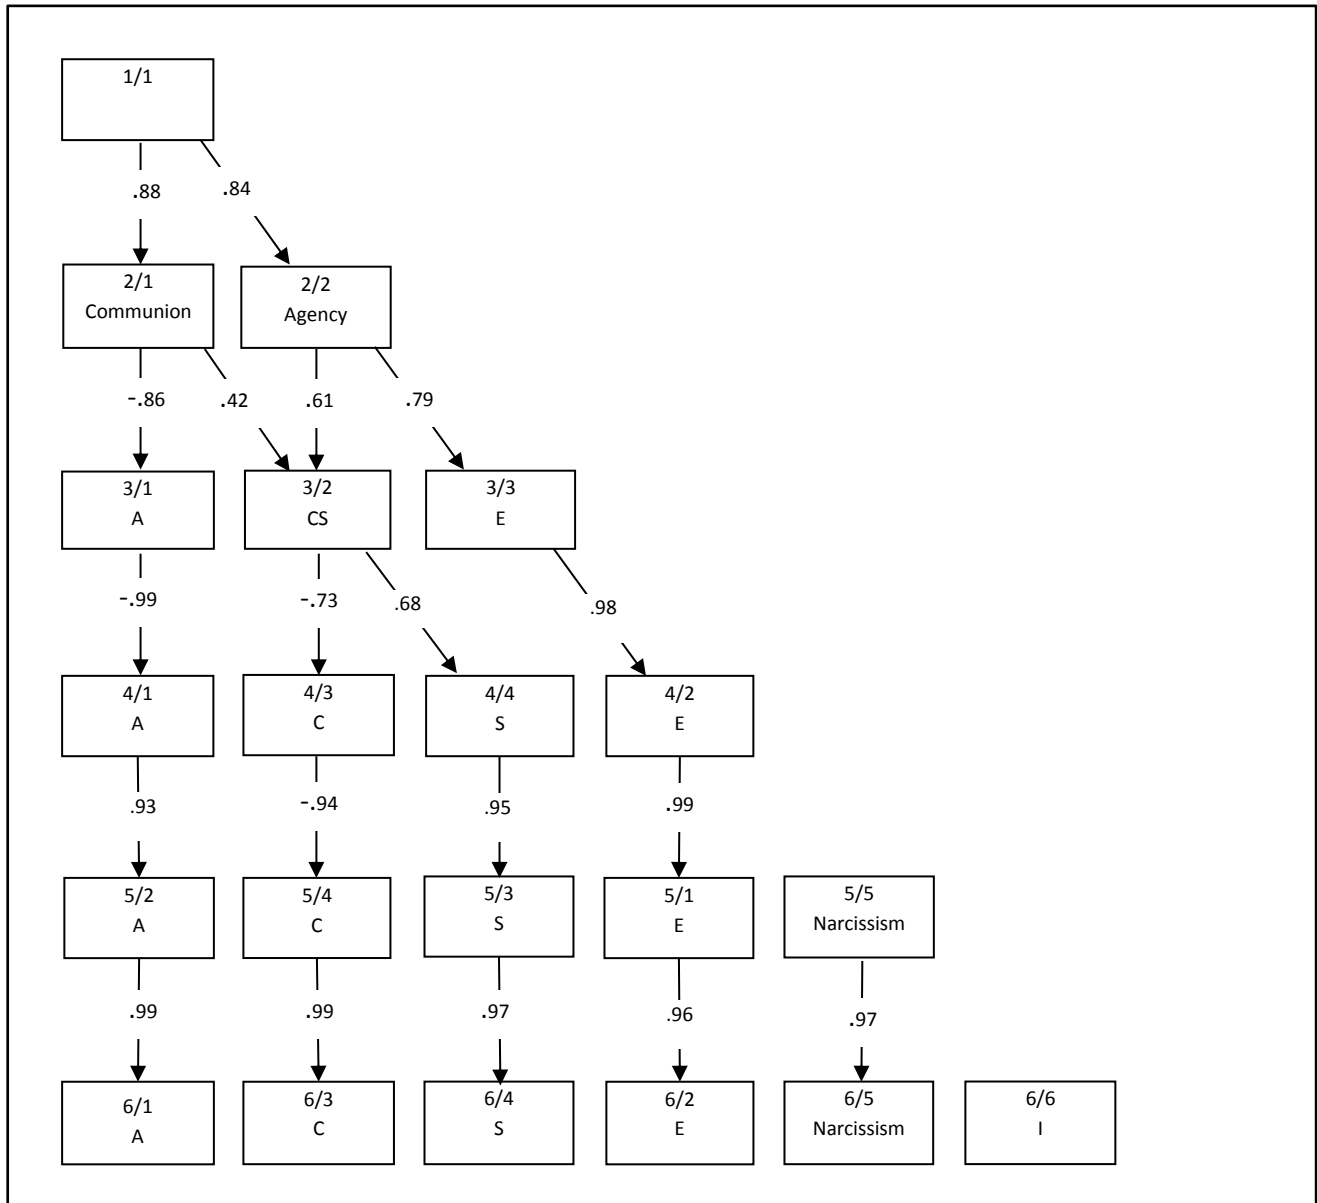 1/1
.88
.84
2/1
Communion
2/2
Agency
-.86
.42
.61
.79
3/1
A
3/2
CS
3/3
E
-.99
-.73
.68
.98
4/1
A
4/3
C
4/4
S
4/2
E
.93
-.94
.95
.99
5/2
A
5/4
C
5/3
S
5/1
E
5/5
Narcissism
.99
.99
.97
.96
.97
6/1
A
6/3
C
6/4
S
6/2
E
6/5
Narcissism
6/6
I